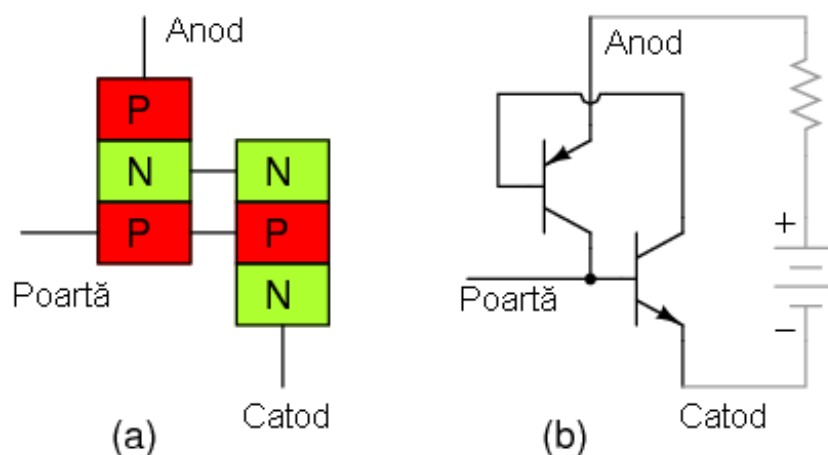 Anod
P
N
N
P
P
N
Poartă
Catod
(a)
Anod
+
Poartă
−
Catod
(b)